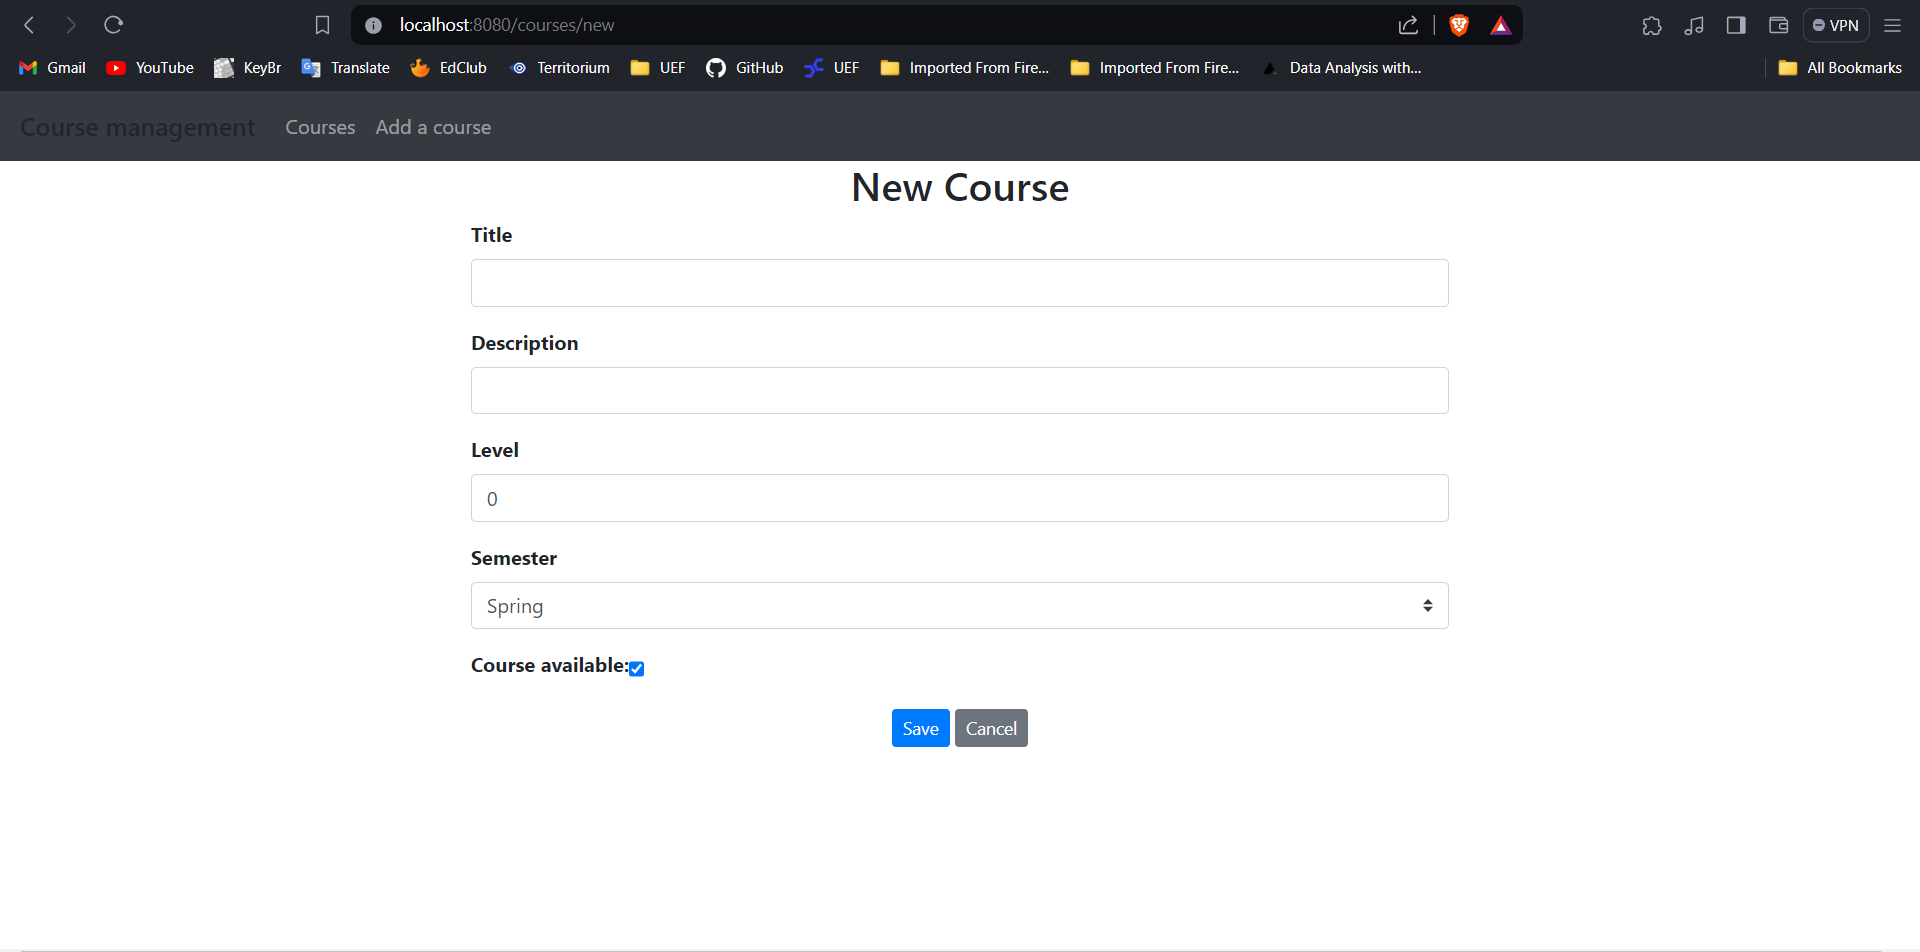 localhost:8080/courses/new
VPN
Gmail YouTube KeyBr Translate EdClub Territorium UEF GitHub UEF Imported From Fire... Imported From Fire... Data Analysis with... All Bookmarks
Course management Courses Add a course
New Course
Title
Description
Level
0
Semester
Spring
Course available:
Save Cancel